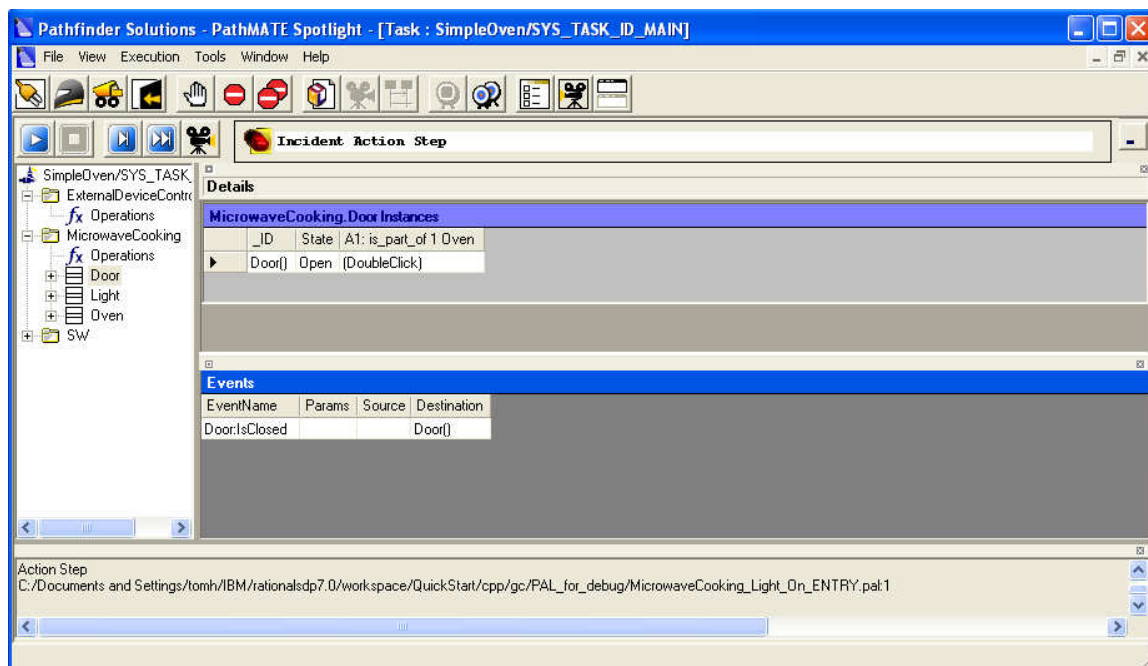 Pathfinder Solutions - PathMATE Spotlight - [Task : SimpleOven/SYS_TASK_ID_MAIN]
File View Execution Tools Window Help
Incident Action Step
SimpleOven/SYS_TASK_
ExternalDeviceContr
fx Operations
MicrowaveCooking
fx Operations
Door
Light
Oven
SW
Details
MicrowaveCooking.Door Instances
_ID State A1: is_part_of 1 Oven
Door() Open (DoubleClick)
Events
EventName Params Source Destination
Door:IsClosed Door()
Action Step
C:/Documents and Settings/tomh/IBM/rationalsdp7.0/workspace/QuickStart/cpp/gc/PAL_for_debug/MicrowaveCooking_Light_On_ENTRY.pal:1